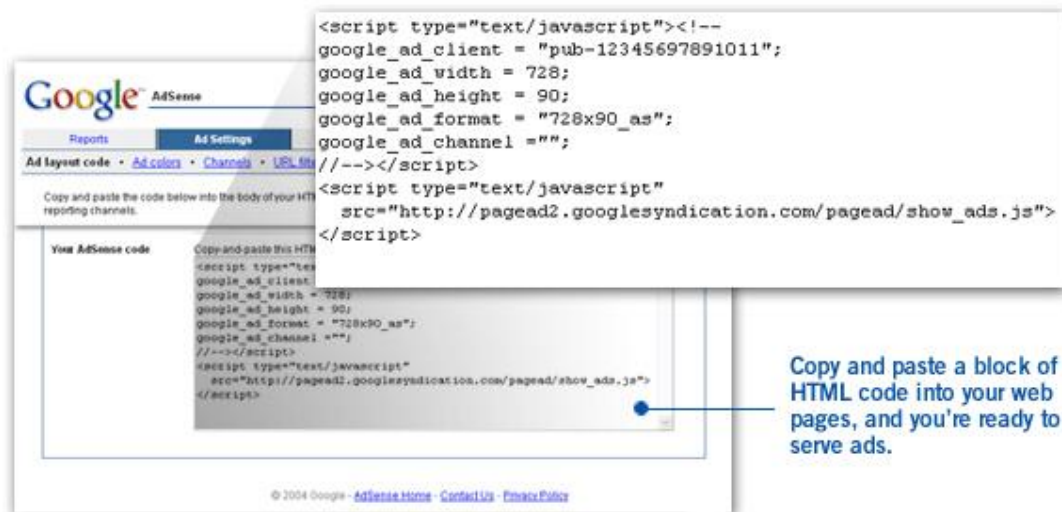 <script type="text/javascript"><!--
google_ad_client = "pub-12345697891011";
google_ad_width = 728;
google_ad_height = 90;
google_ad_format = "728x90_as";
google_ad_channel ="";
//--></script>
<script type="text/javascript"
src="http://pagead2.googlesyndication.com/pagead/show_ads.js">
</script>
Google AdSense
Reports Ad Settings
Ad layout code · Ad colors · Channels · URL
Copy and paste the code below into the body of your
reporting channels.
Your AdSense code Copy-and-paste this
<script type="tex
google_ad_client
google_ad_width = 728;
google_ad_height = 90;
google_ad_format = "728x90_as";
google_ad_channel ="";
//--></script>
<script type="text/javascript"
src="http://pagead2.googlesyndication.com/pagead/show_ads.js">
</script>
Copy and paste a block of
HTML code into your web
pages, and you're ready to
serve ads.
© 2004 Google - AdSense Home - Contact Us - Privacy Policy